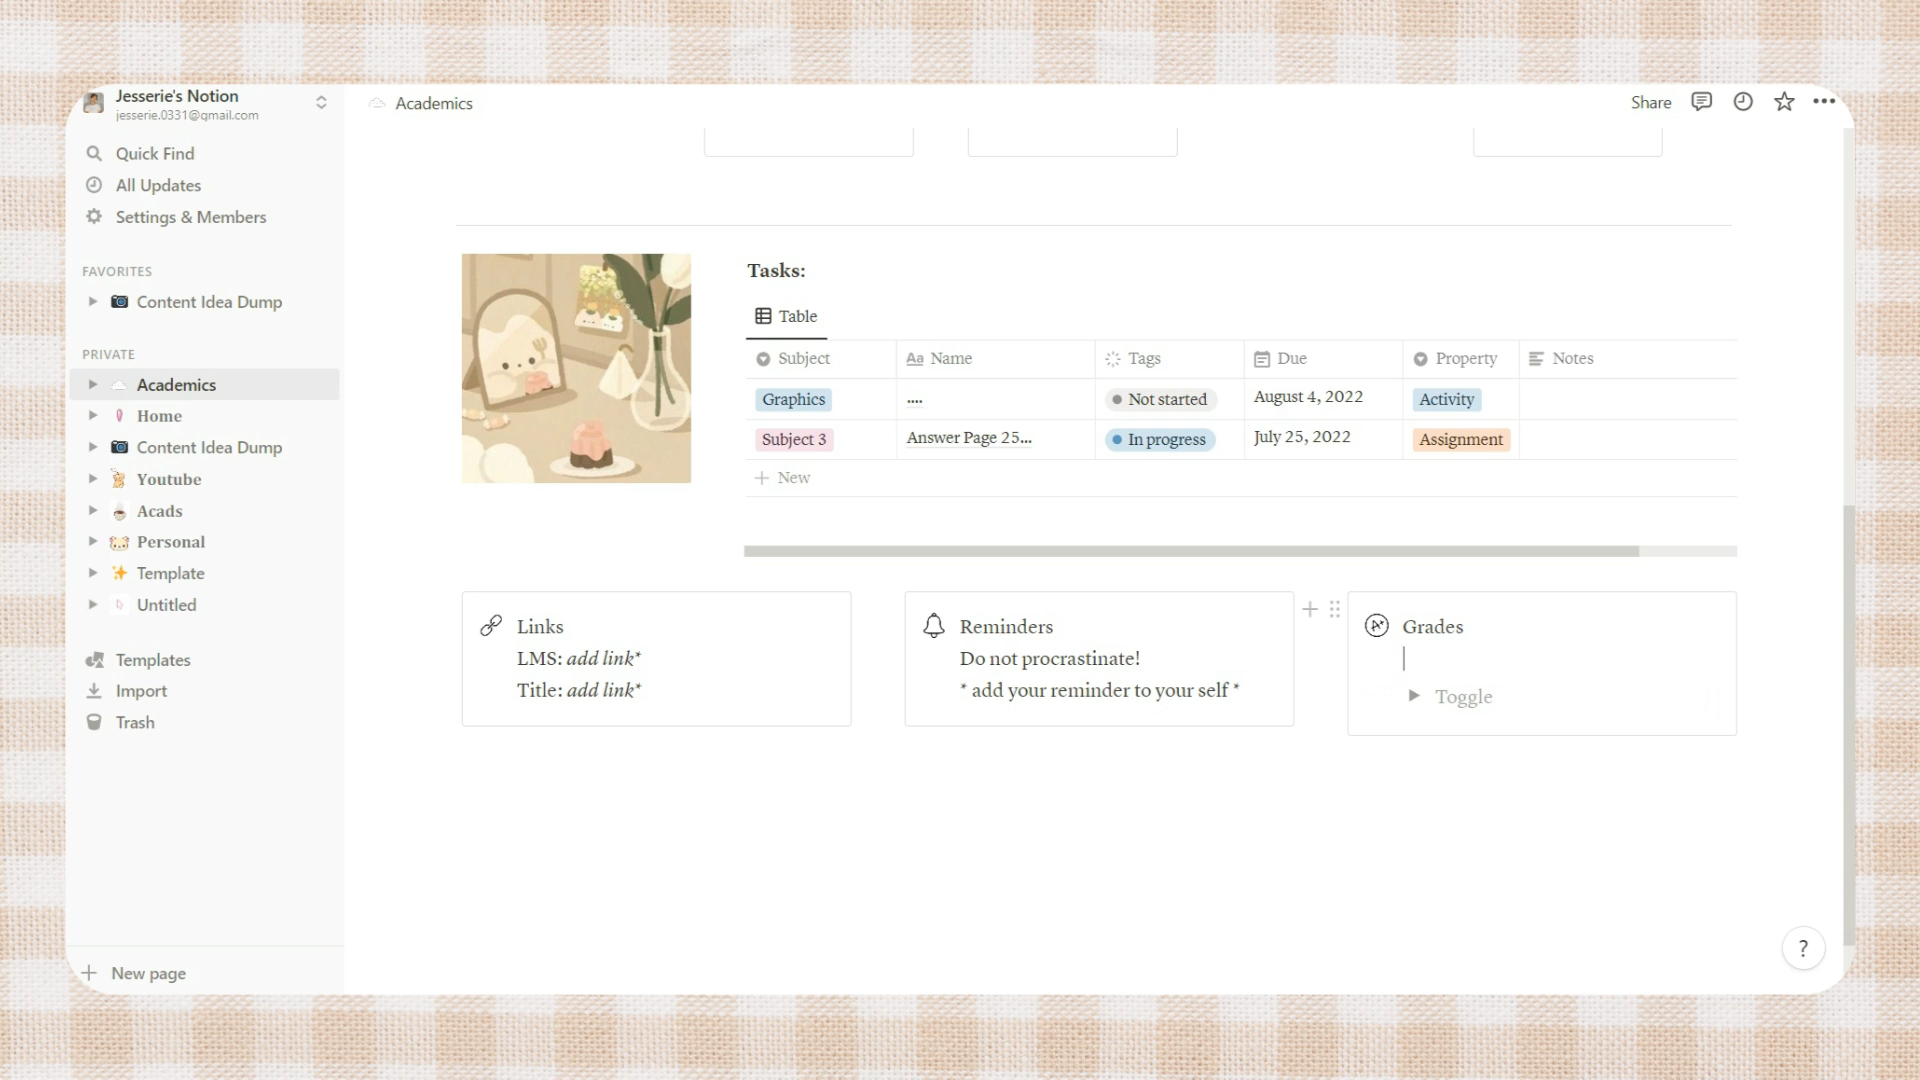 Jesserie's Notion
jesserie.0331@gmail.com
Quick Find
All Updates
Settings & Members
FAVORITES
Content Idea Dump
PRIVATE
Academics
Home
Content Idea Dump
Youtube
Acads
Personal
Template
Untitled
Templates
Import
Trash
New page
Academics
Share
Tasks:
Table
Subject Aa Name Tags Due Property Notes
Graphics .... Not started August 4, 2022 Activity
Subject 3 Answer Page 25... In progress July 25, 2022 Assignment
New
Links
LMS: add link*
Title: add link*
Reminders
Do not procrastinate!
* add your reminder to your self *
A+ Grades
Toggle
?